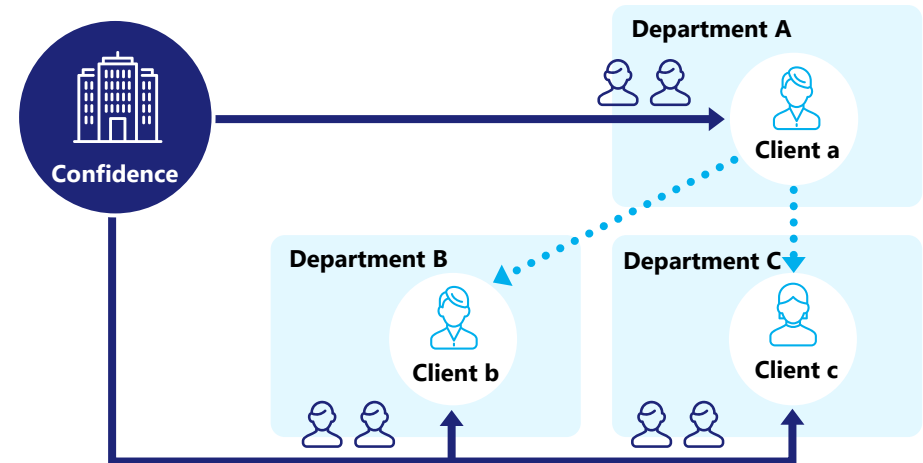 Department A
Client a
Confidence
Department B
Client b
Department C
Client c